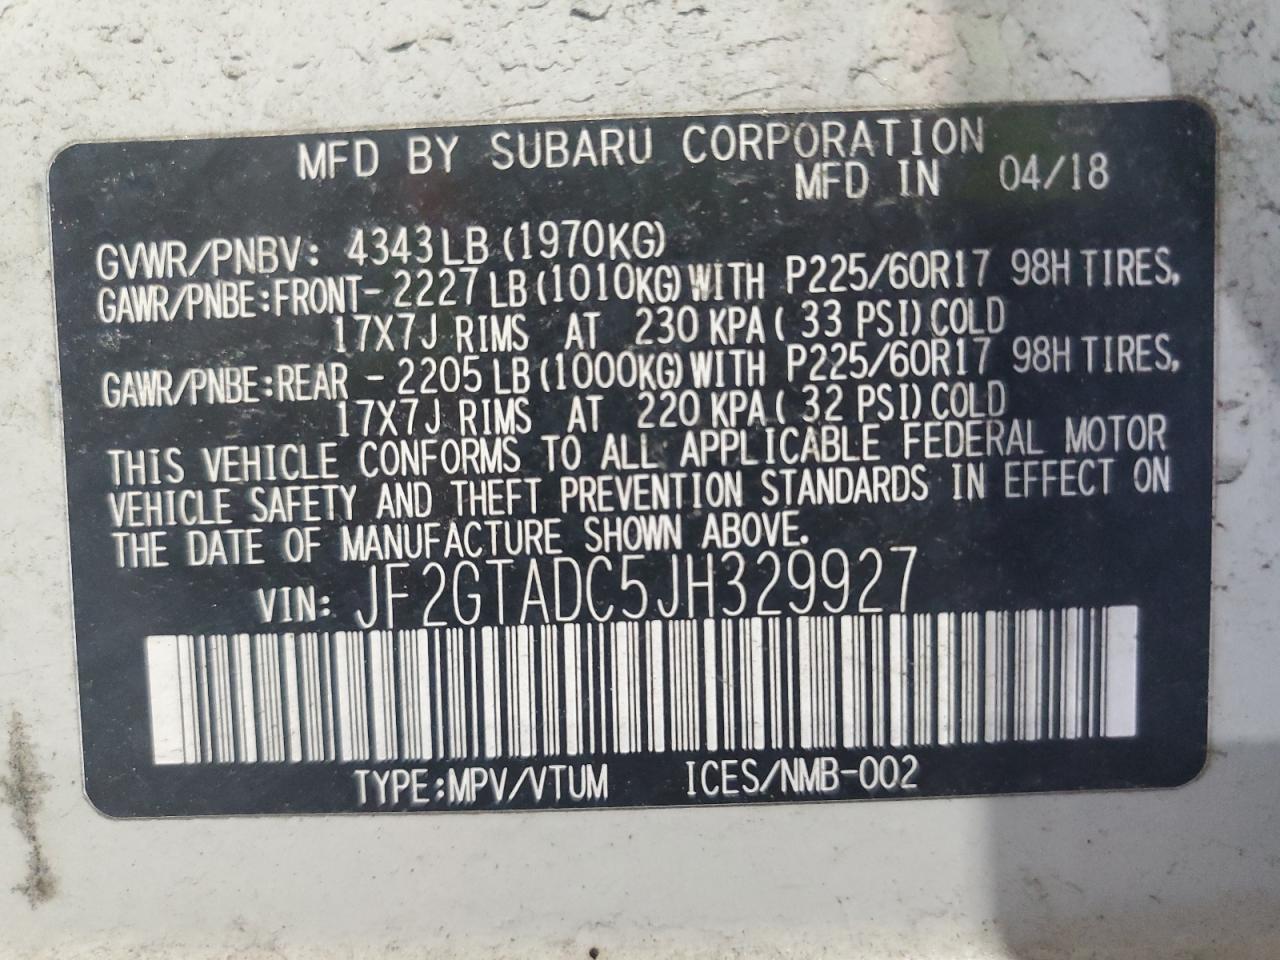 MFD BY SUBARU CORPORATION
MFD IN 04/18
GVWR/PNBV: 4343LB (1970KG)
GAWR/PNBE:FRONT- 2227 LB (1010KG) WITH P225/60R17 98H TIRES,
17X7J RIMS AT 230 KPA ( 33 PSI) COLD
GAWR/PNBE:REAR - 2205 LB (1000KG) WITH P225/60R17 98H TIRES,
17X7J RIMS AT 220 KPA ( 32 PSI) COLD
THIS VEHICLE CONFORMS TO ALL APPLICABLE FEDERAL MOTOR
VEHICLE SAFETY AND THEFT PREVENTION STANDARDS IN EFFECT ON
THE DATE OF MANUFACTURE SHOWN ABOVE.
VIN: JF2GTADC5JH329927
TYPE:MPV/VTUM ICES/NMB-002